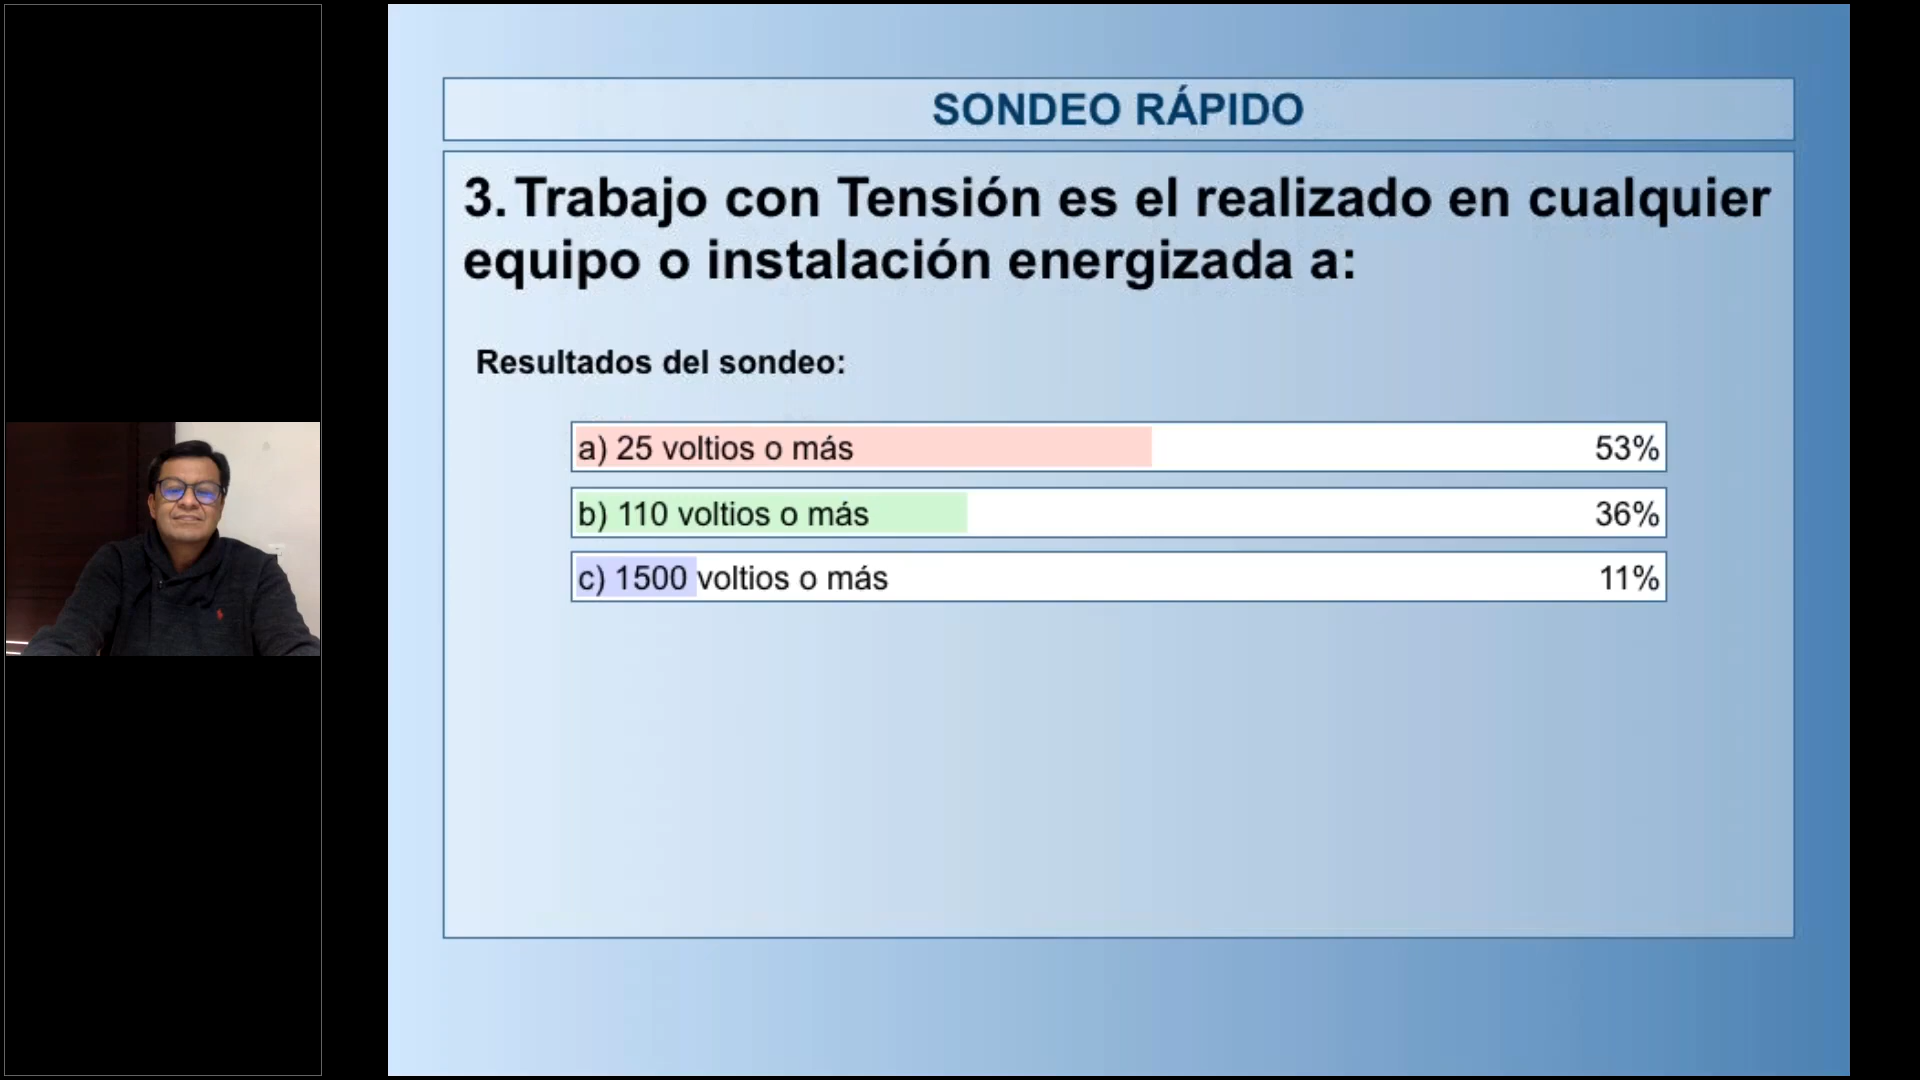 SONDEO RÁPIDO
3. Trabajo con Tensión es el realizado en cualquier
equipo o instalación energizada a:
Resultados del sondeo:
a) 25 voltios o más 53%
b) 110 voltios o más 36%
c) 1500 voltios o más 11%